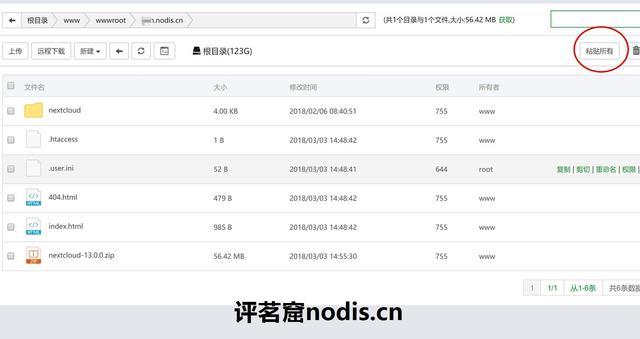 根目录 www wwwroot .nodis.cn (共1个目录与1个文件,大小:56.42 MB 获取)
上传 远程下载 新建 根目录(123G) 粘贴所有
文件名 大小 修改时间 权限 所有者
nextcloud 4.00 KB 2018/02/06 08:40:51 755 www
.htaccess 1 B 2018/03/03 14:48:42 755 www
.user.ini 52 B 2018/03/03 14:48:41 644 root 复制 | 剪切 | 重命名 | 权限 |
404.html 479 B 2018/03/03 14:48:42 755 www
index.html 985 B 2018/03/03 14:48:42 755 www
nextcloud-13.0.0.zip 56.42 MB 2018/03/03 14:55:30 755 www
1 1/1 从1-6条 共6条数据
评茗窟nodis.cn